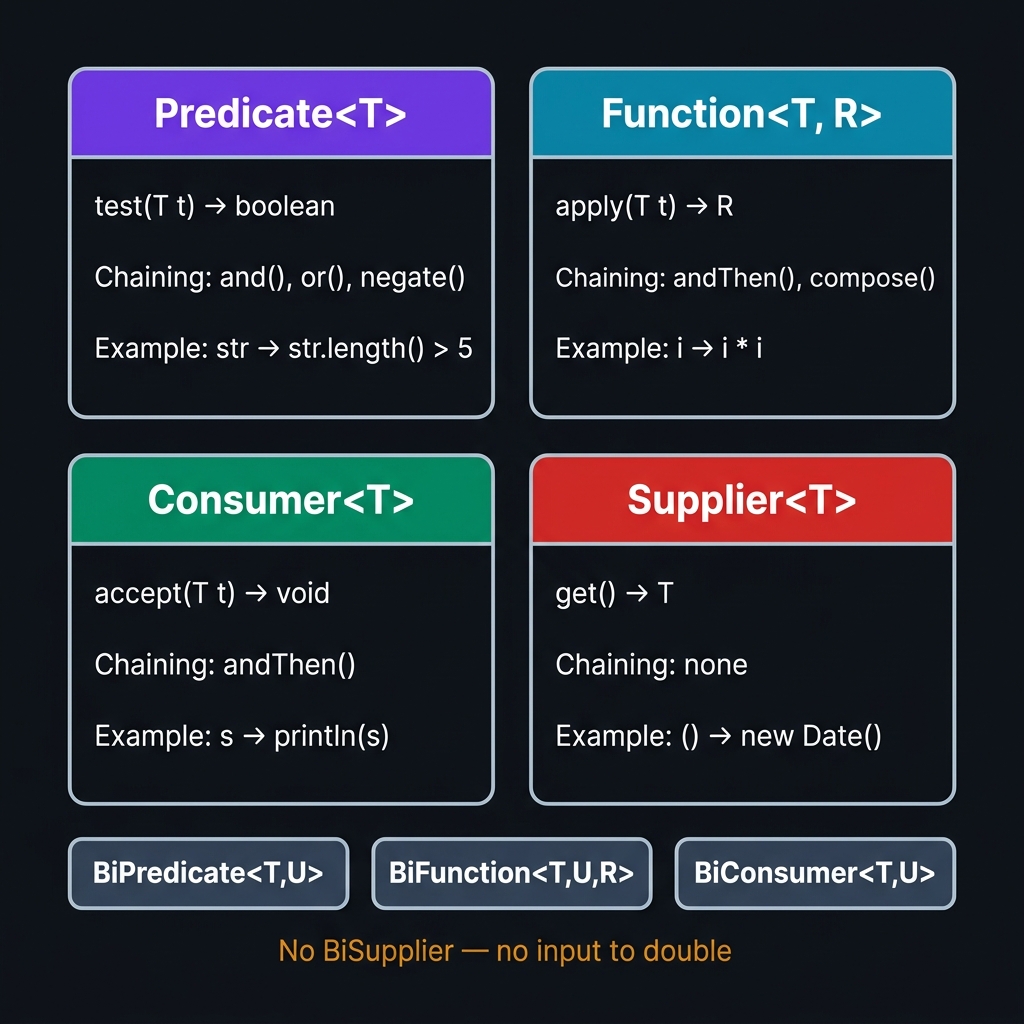 Predicate<T>
test(T t) → boolean
Chaining: and(), or(), negate()
Example: str → str.length() > 5
Function<T, R>
apply(T t) → R
Chaining: andThen(), compose()
Example: i → i * i
Consumer<T>
accept(T t) → void
Chaining: andThen()
Example: s → println(s)
Supplier<T>
get() → T
Chaining: none
Example: () → new Date()
BiPredicate<T,U>
BiFunction<T,U,R>
BiConsumer<T,U>
No BiSupplier — no input to double